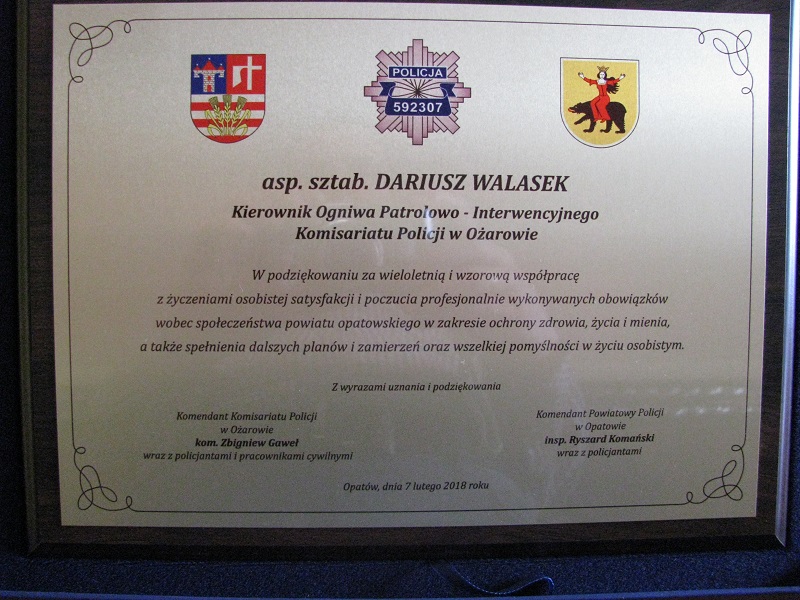 POLICJA
592307
asp. sztab. DARIUSZ WALASEK
Kierownik Ogniwa Patrolowo - Interwencyjnego
Komisariatu Policji w Ożarowie
W podziękowaniu za wieloletnią i wzorową współpracę
z życzeniami osobistej satysfakcji i poczucia profesjonalnie wykonywanych obowiązków
wobec społeczeństwa powiatu opatowskiego w zakresie ochrony zdrowia, życia i mienia,
a także spełnienia dalszych planów i zamierzeń oraz wszelkiej pomyślności w życiu osobistym.
Z wyrazami uznania i podziękowania
Komendant Komisariatu Policji
w Ożarowie
kom. Zbigniew Gaweł
wraz z policjantami i pracownikami cywilnymi
Komendant Powiatowy Policji
w Opatowie
insp. Ryszard Komański
wraz z policjantami
Opatów, dnia 7 lutego 2018 roku